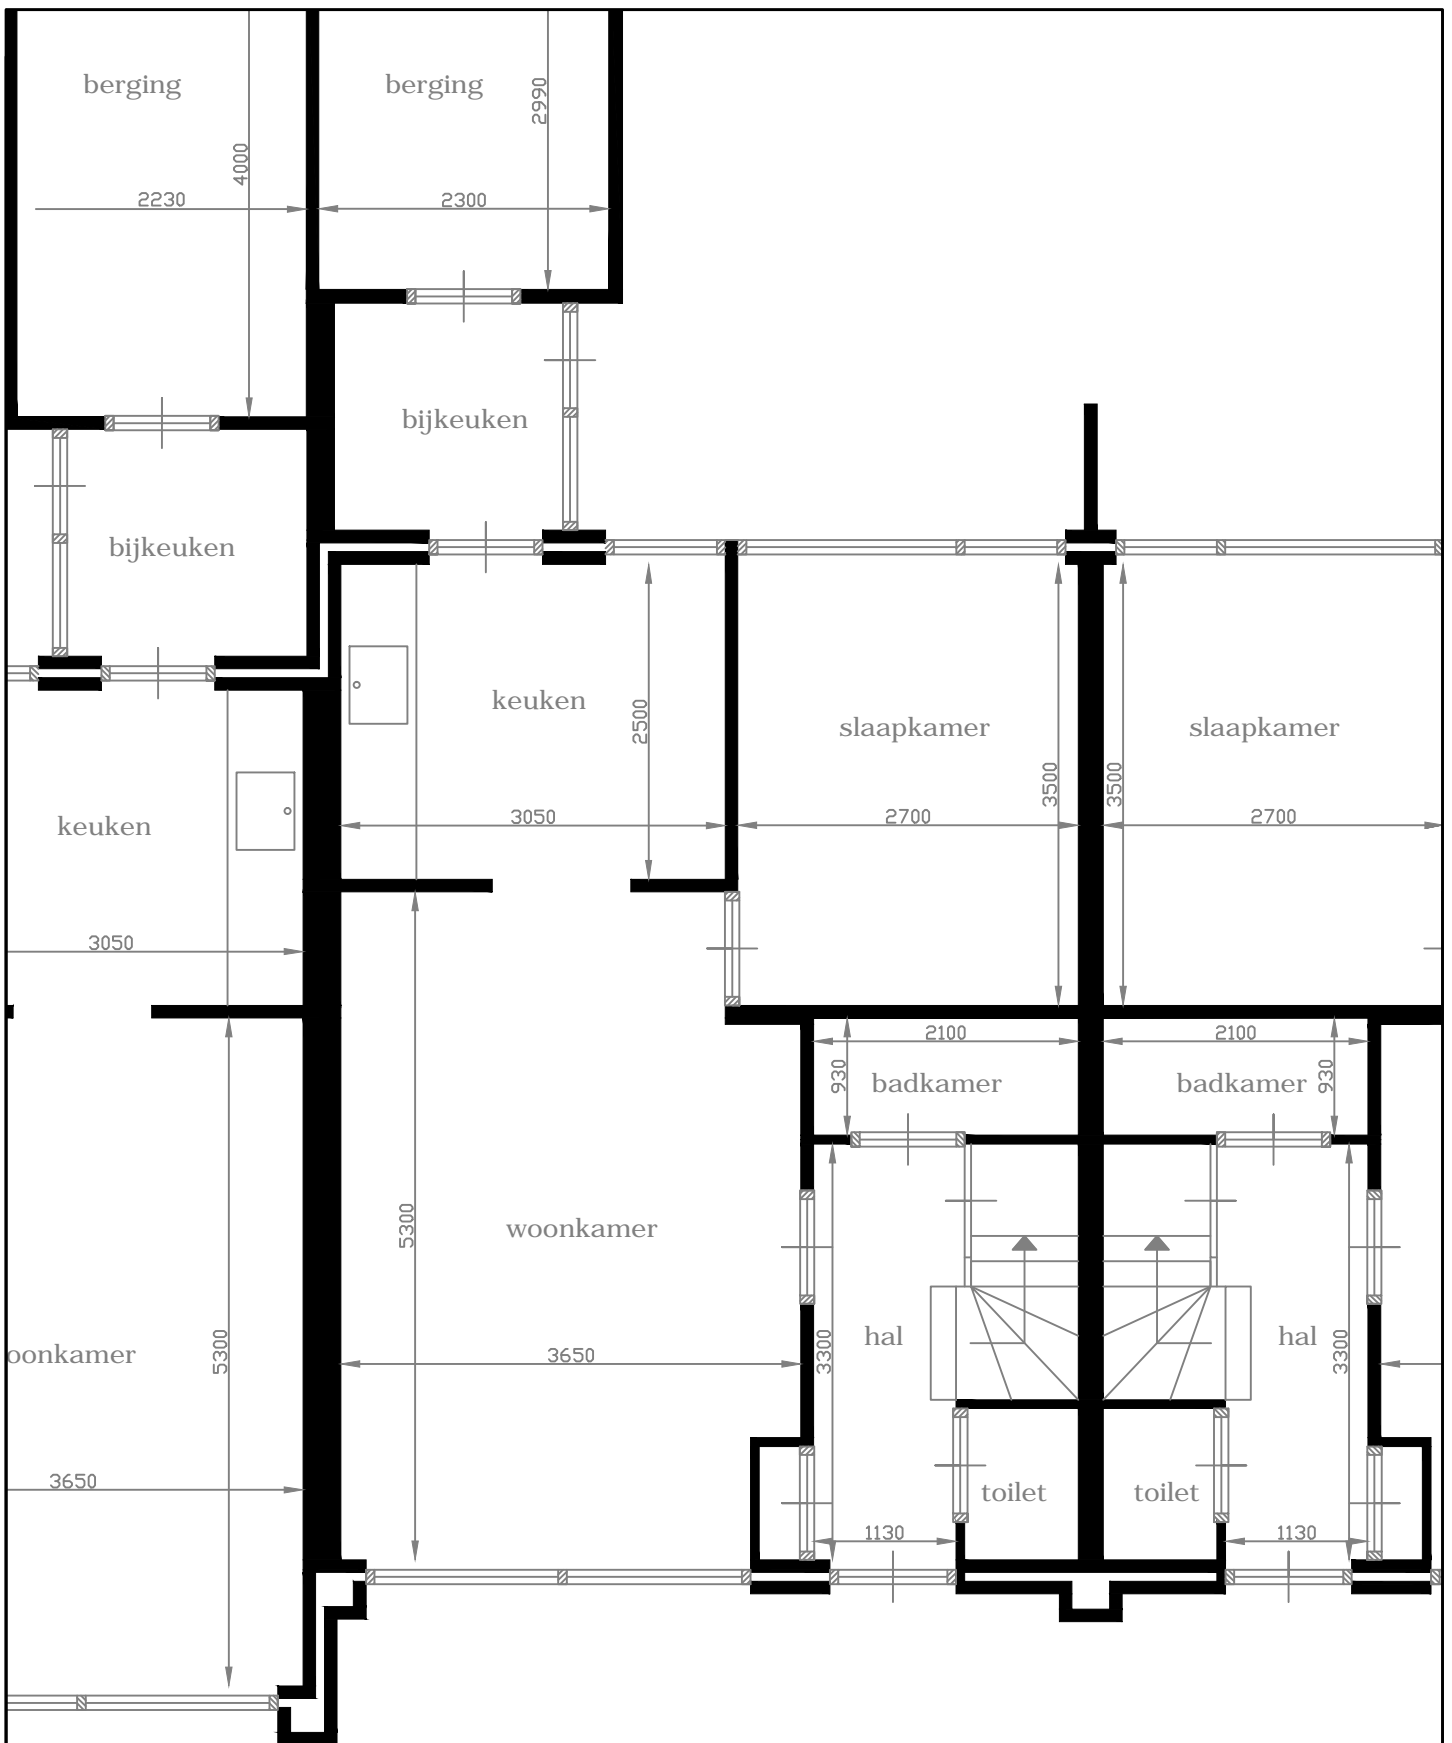 berging
berging
2990
4000
2230
2300
bijkeuken
bijkeuken
keuken
2500
slaapkamer
slaapkamer
3500
3500
3050
2700
2700
keuken
3050
2100
2100
930
930
badkamer
badkamer
5300
woonkamer
hal
hal
3300
3300
oonkamer
5300
3650
3650
toilet
toilet
1130
1130